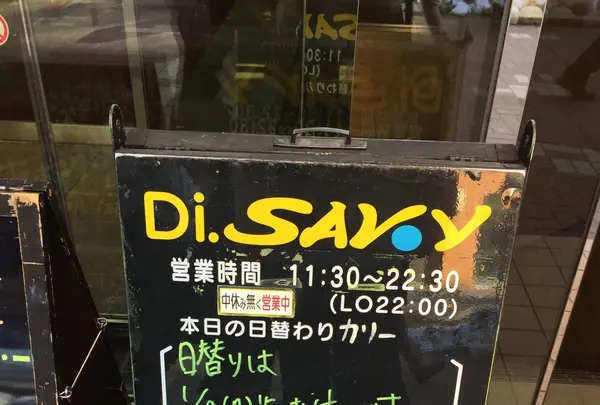 Di.SAV.Y
営業時間 11:30〜22:30
中休み無く営業中 (LO22:00)
本日の日替わりカリー
日替りは